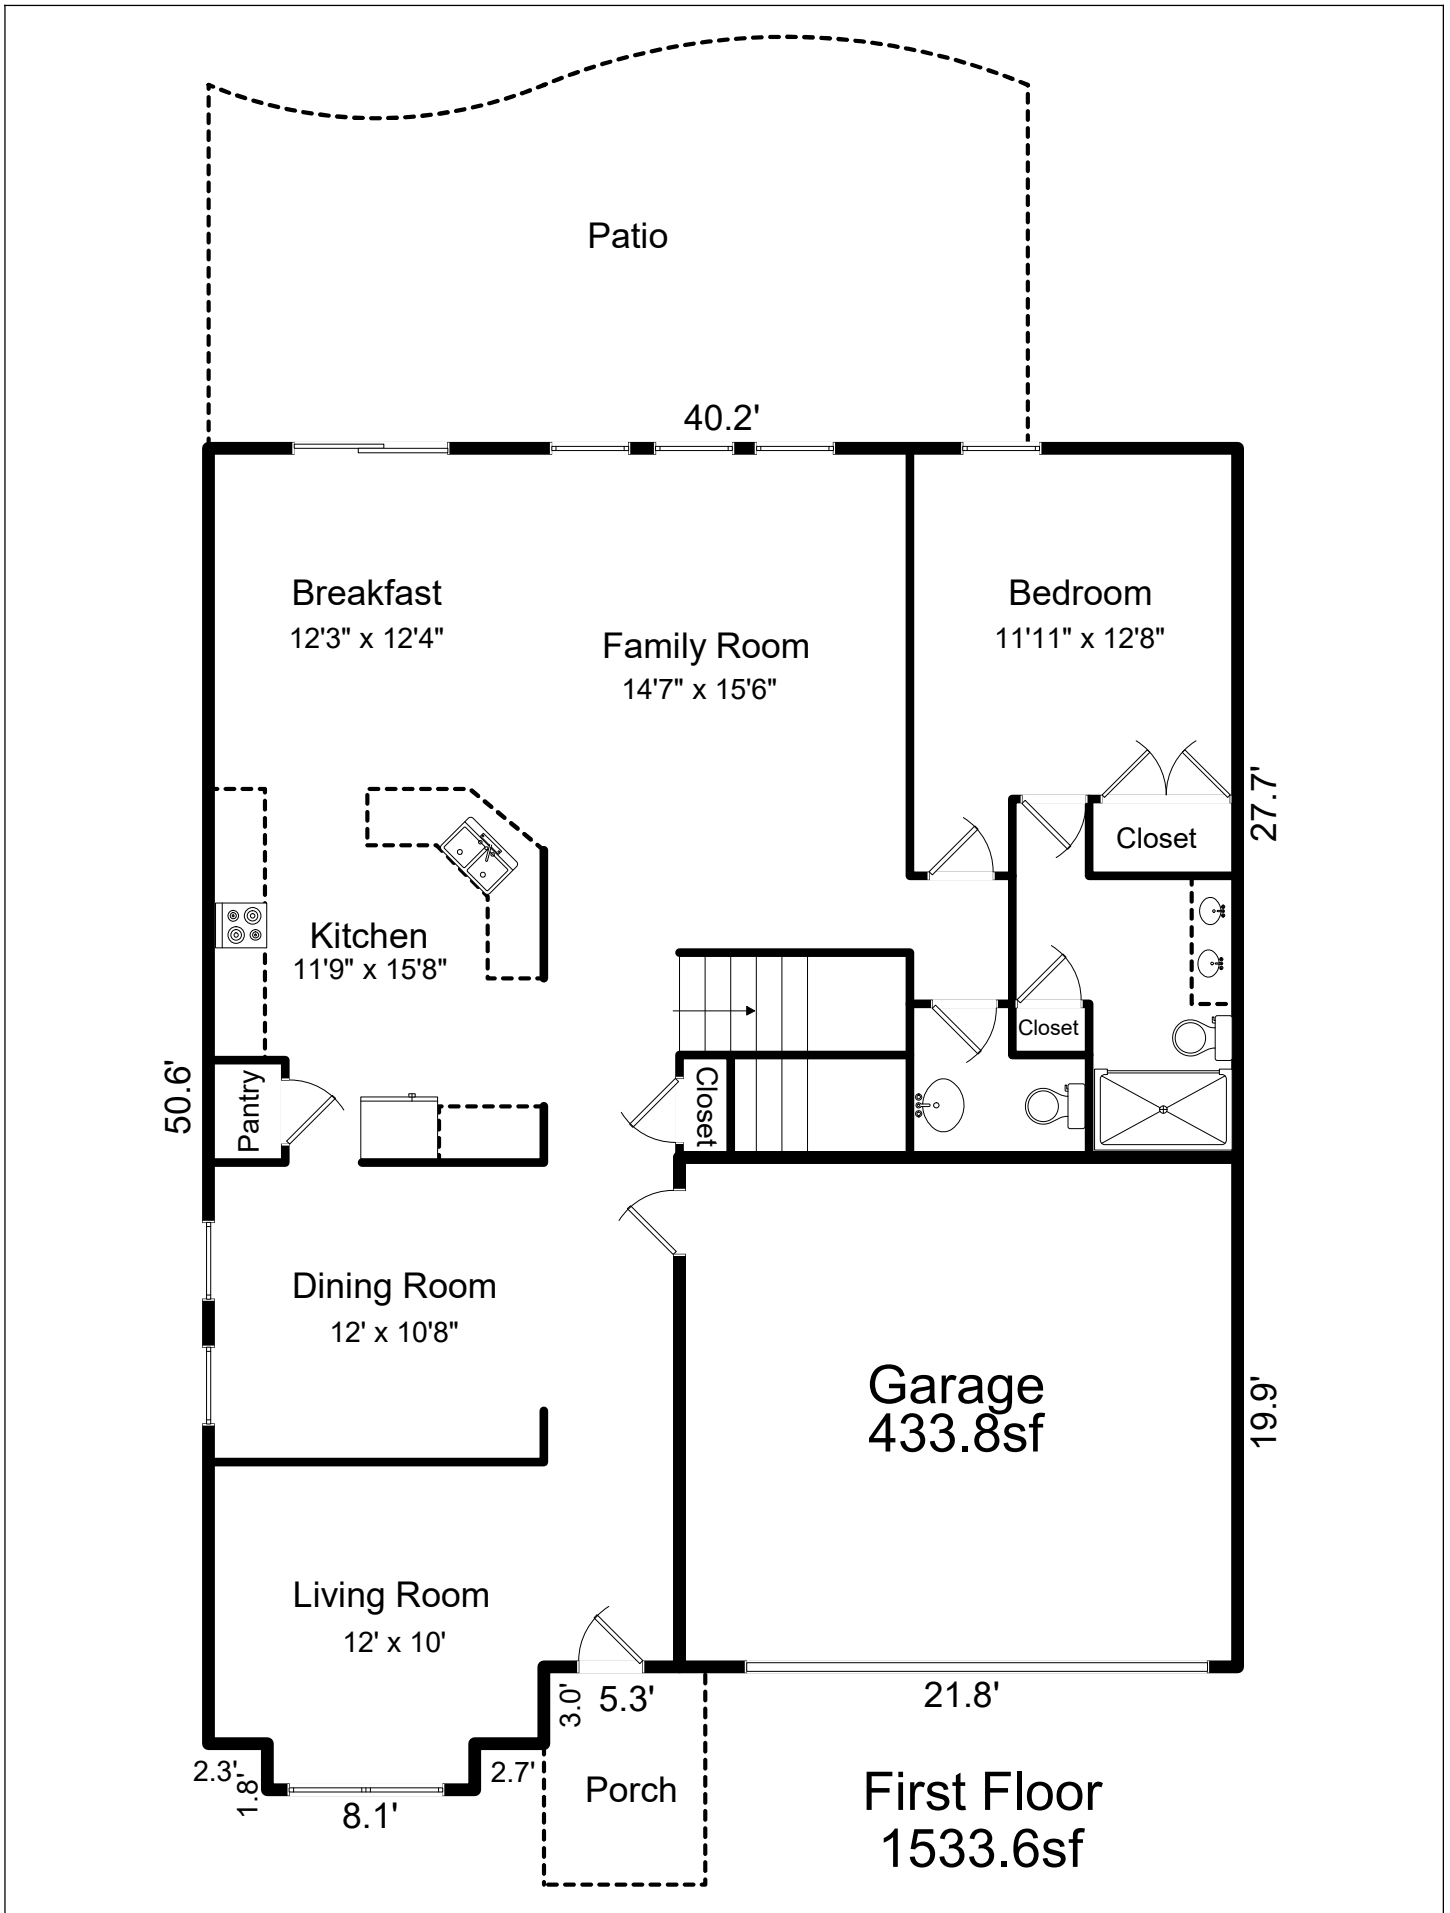 Patio
40.2'
Breakfast
12'3" x 12'4"
Family Room
14'7" x 15'6"
Bedroom
11'11" x 12'8"
27.7'
Closet
Kitchen
11'9" x 15'8"
Closet
50.6'
Pantry
Closet
Dining Room
12' x 10'8"
Garage
433.8sf
19.9'
Living Room
12' x 10'
3.0'
5.3'
21.8'
2.3'
1.8'
8.1'
2.7'
Porch
First Floor
1533.6sf